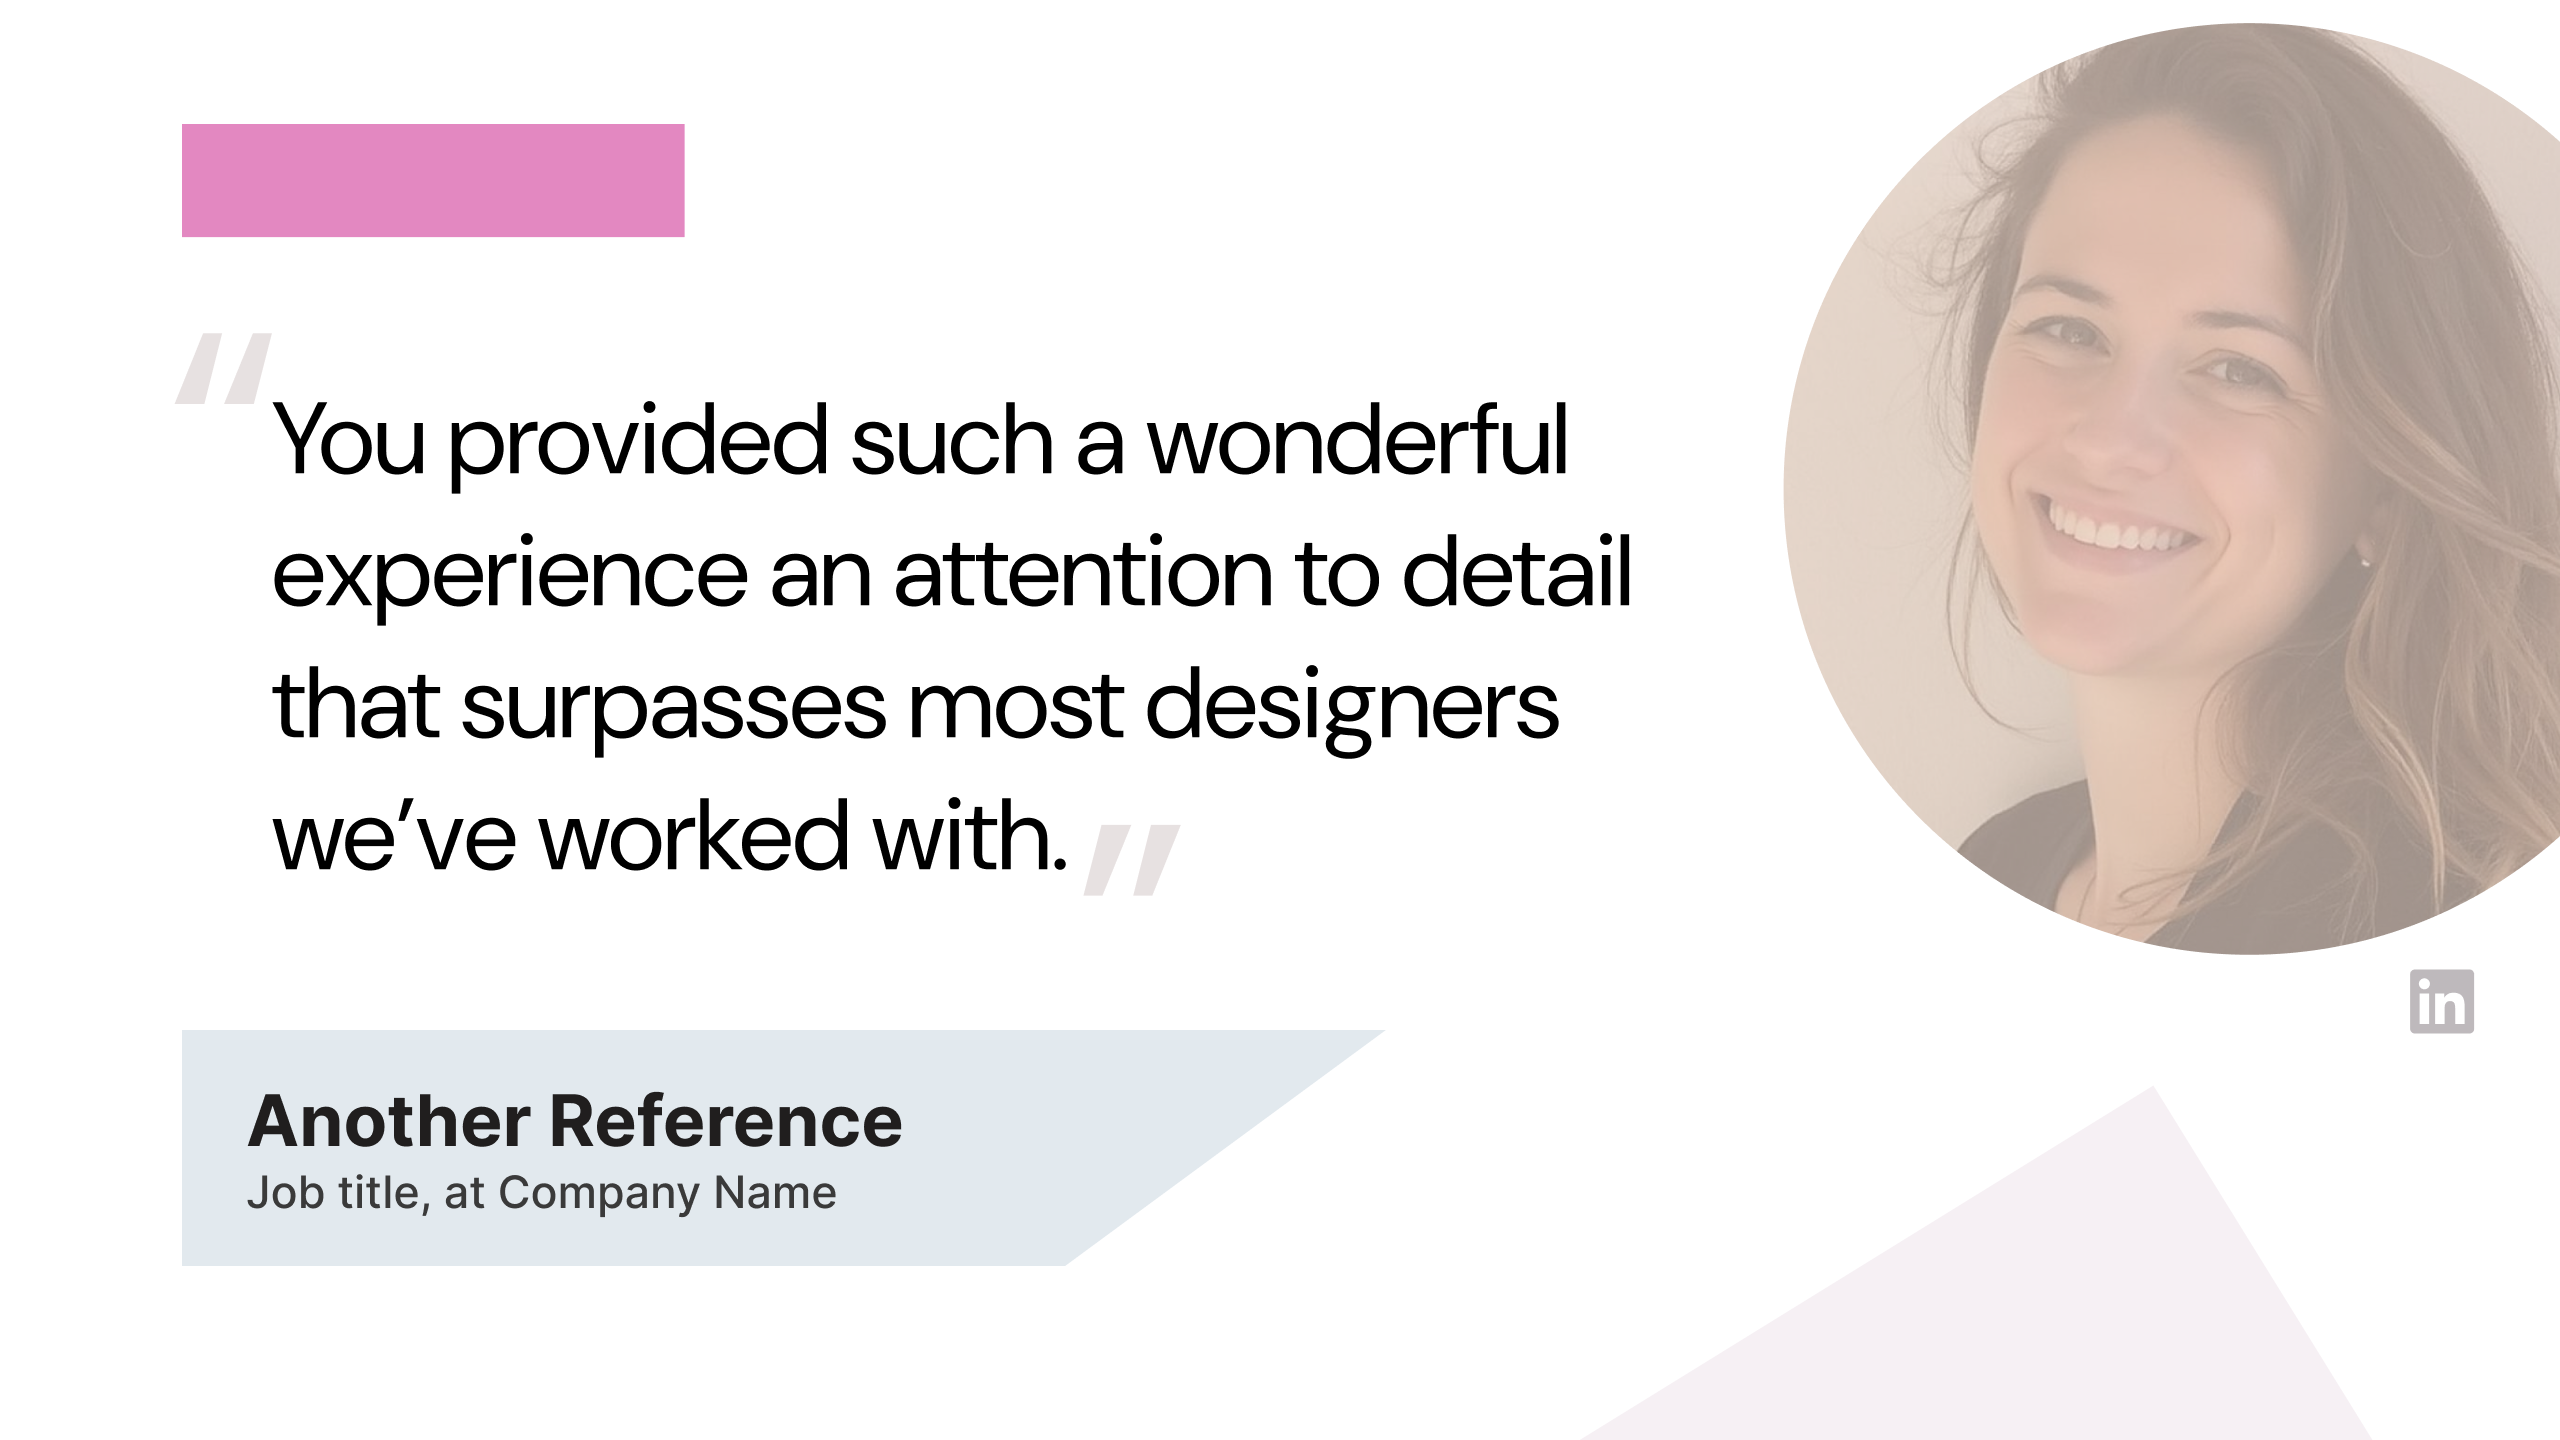 “You provided such a wonderful
experience an attention to detail
that surpasses most designers
we’ve worked with.”
in
Another Reference
Job title, at Company Name